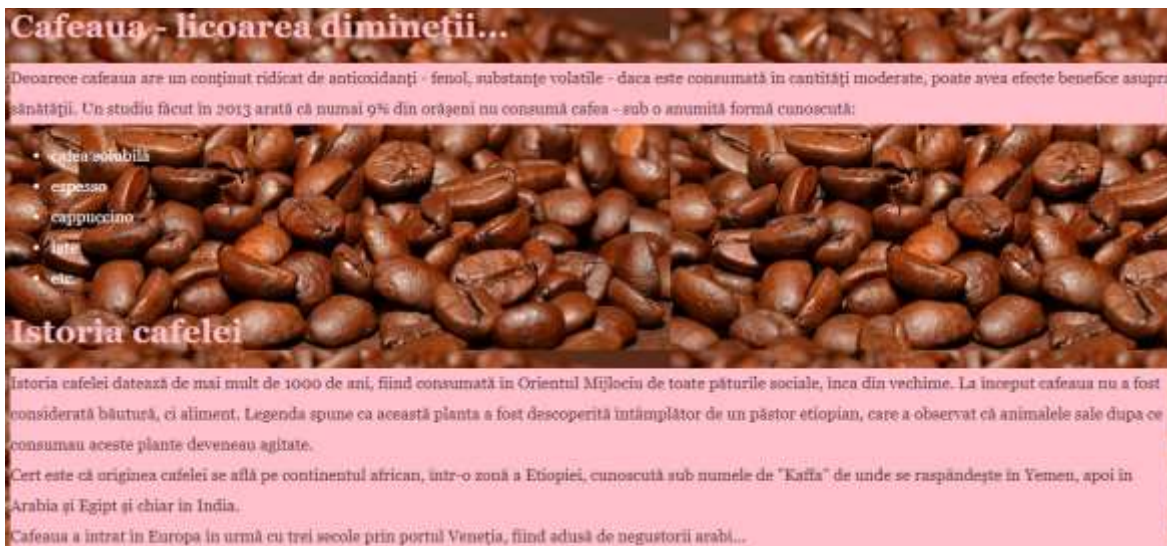 Cafeaua - licoarea dimineții...
Deoarece cafeaua are un conţinut ridicat de antioxidanţi - fenol, substanţe volatile - daca este consumată în cantităţi moderate, poate avea efecte benefice asupra
sănătăţii. Un studiu făcut în 2013 arată că numai 9% din orăşeni nu consumă cafea - sub o anumită formă cunoscută:
cafea solubilă
espesso
cappuccino
late
etc.
Istoria cafelei
Istoria cafelei datează de mai mult de 1000 de ani, fiind consumată în Orientul Mijlociu de toate păturile sociale, înca din vechime. La început cafeaua nu a fost
considerată băutură, ci aliment. Legenda spune ca această planta a fost descoperită întâmplător de un păstor etiopian, care a observat că animalele sale dupa ce
consumau aceste plante deveneau agitate.
Cert este că originea cafelei se află pe continentul african, într-o zonă a Etiopiei, cunoscută sub numele de "Kaffa" de unde se raspândeşte în Yemen, apoi în
Arabia şi Egipt şi chiar în India.
Cafeaua a intrat în Europa în urmă cu trei secole prin portul Veneţia, fiind adusă de negustorii arabi...